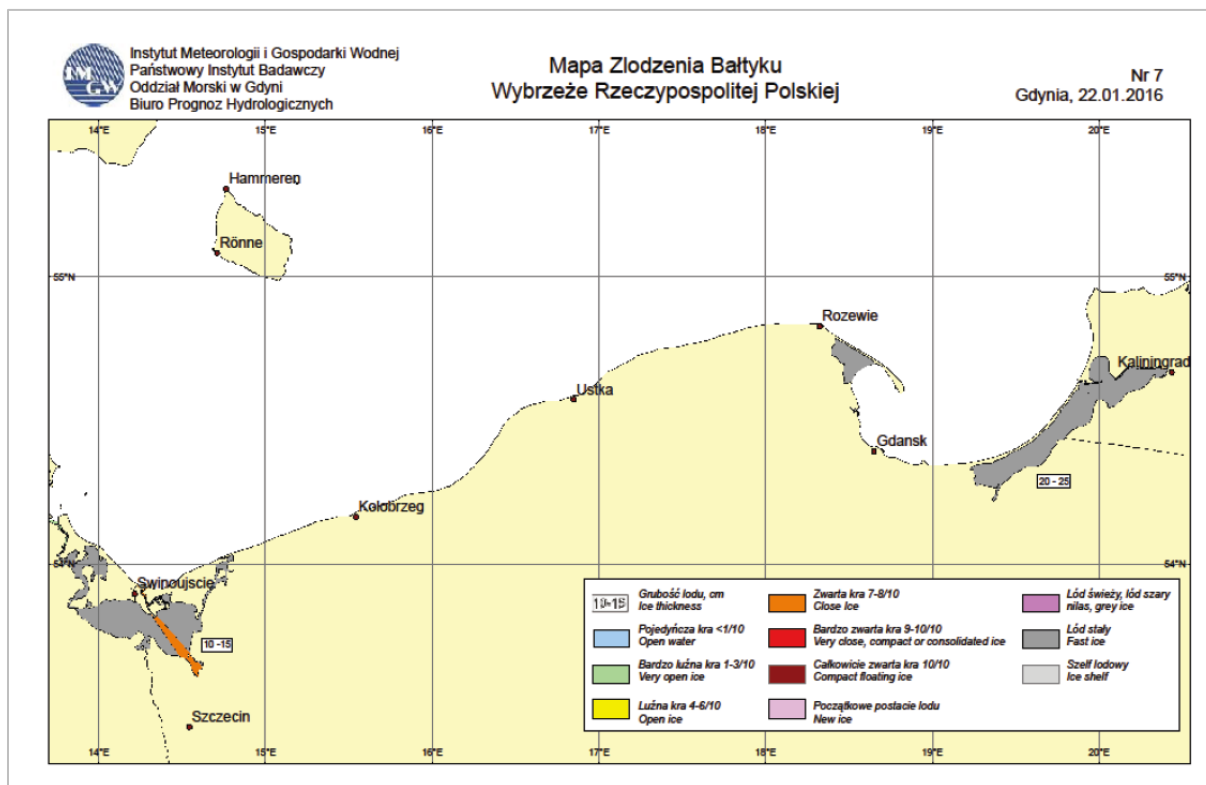 IMGW
Instytut Meteorologii i Gospodarki Wodnej
Państwowy Instytut Badawczy
Oddział Morski w Gdyni
Biuro Prognoz Hydrologicznych
Mapa Zlodzenia Bałtyku
Wybrzeże Rzeczypospolitej Polskiej
Nr 7
Gdynia, 22.01.2016
14°E
15°E
16°E
17°E
18°E
19°E
20°E
Hammeren
Rönne
55°N
55°N
Rozewie
Kaliningrad
Ustka
Gdansk
20 - 25
Kołobrzeg
54°N
54°N
Swinoujscie
10 -15
Szczecin
10-15
Grubość lodu, cm
Ice thickness
Pojedyńcza kra <1/10
Open water
Bardzo luźna kra 1-3/10
Very open ice
Luźna kra 4-6/10
Open ice
Zwarta kra 7-8/10
Close Ice
Bardzo zwarta kra 9-10/10
Very close, compact or consolidated ice
Całkowicie zwarta kra 10/10
Compact floating ice
Początkowe postacie lodu
New ice
Lód świeży, lód szary
nilas, grey ice
Lód stały
Fast ice
Szelf lodowy
Ice shelf
14°E
15°E
16°E
17°E
18°E
19°E
20°E